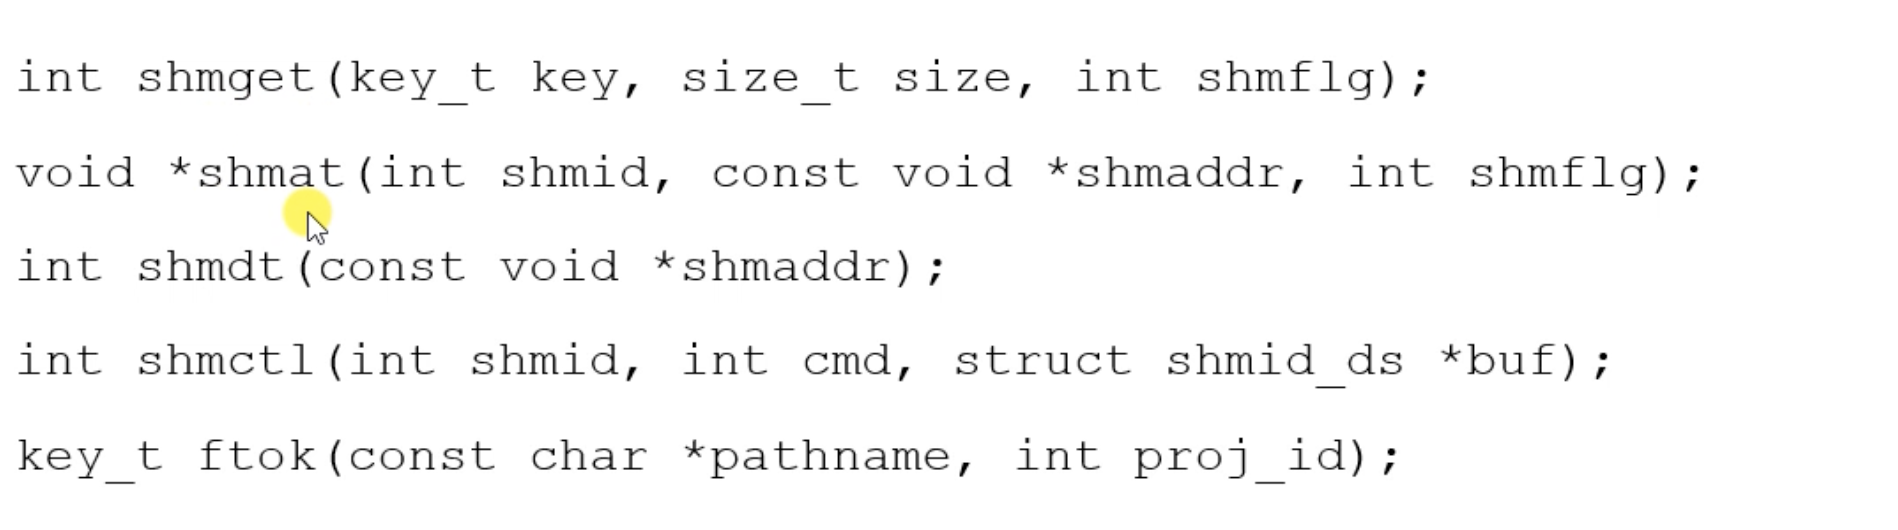 int shmget(key_t key, size_t size, int shmflg);
void *shmat(int shmid, const void *shmaddr, int shmflg);
int shmdt(const void *shmaddr);
int shmctl(int shmid, int cmd, struct shmid_ds *buf);
key_t ftok(const char *pathname, int proj_id);